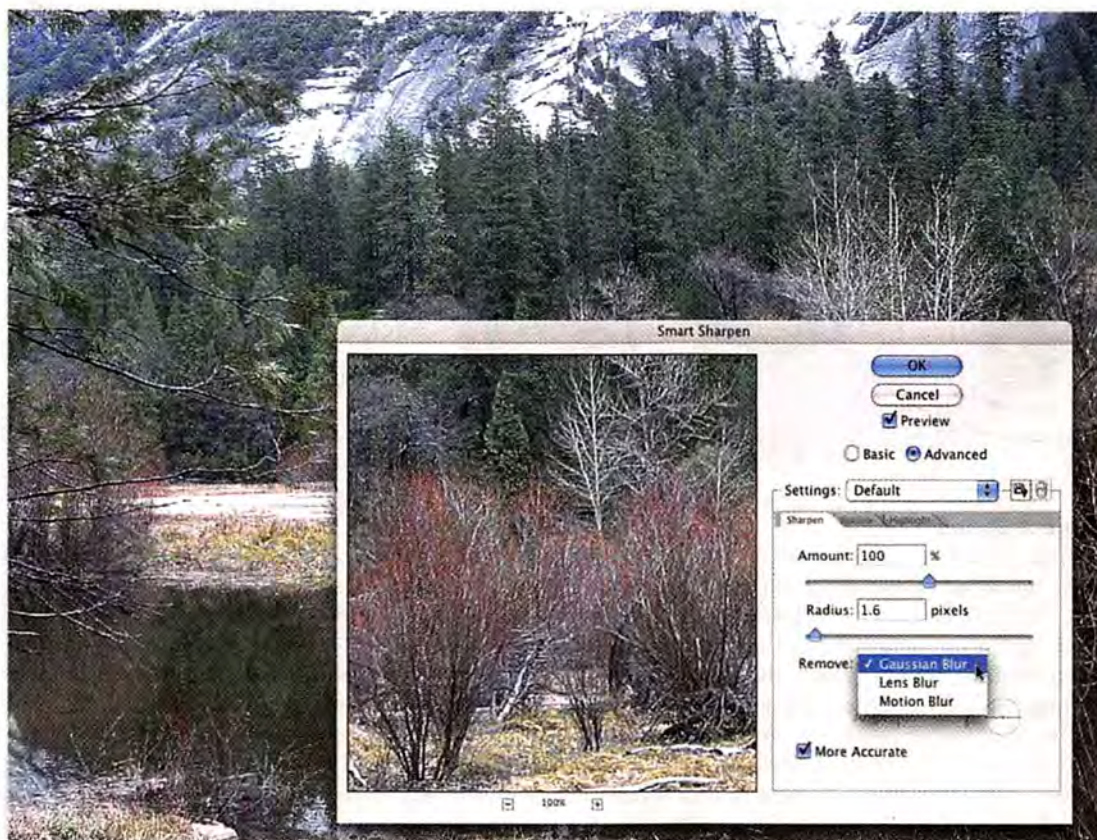 Smart Sharpen
OK
Cancel
Preview
Basic Advanced
Settings: Default
Sharpen Highlight
Amount: 100 %
Radius: 1.6 pixels
Remove: ✓ Gaussian Blur
Lens Blur
Motion Blur
More Accurate
100%